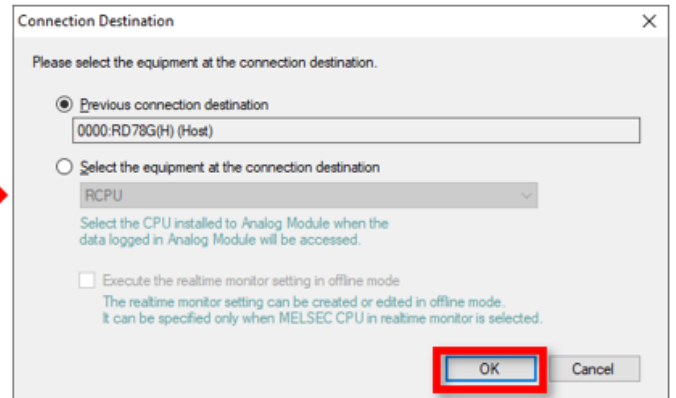 Connection Destination
Please select the equipment at the connection destination.
Previous connection destination
0000:RD78G(H) (Host)
Select the equipment at the connection destination
RCPU
Select the CPU installed to Analog Module when the
data logged in Analog Module will be accessed.
Execute the realtime monitor setting in offline mode
The realtime monitor setting can be created or edited in offline mode.
It can be specified only when MELSEC CPU in realtime monitor is selected.
OK Cancel